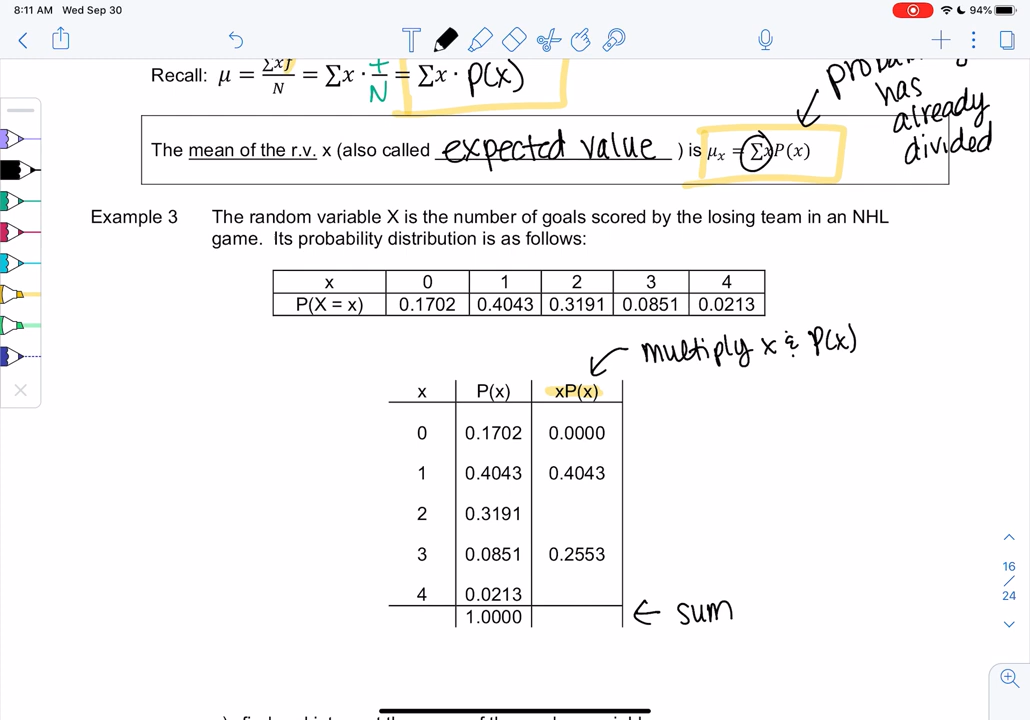 8:11 AM Wed Sep 30
94%
Recall: μ = Σxf / N = Σx · f/N = Σx · P(x)
has
already
divided
The mean of the r.v. x (also called expected value ) is μx = ΣxP(x)
Example 3 The random variable X is the number of goals scored by the losing team in an NHL
game. Its probability distribution is as follows:
x 0 1 2 3 4
P(X = x) 0.1702 0.4043 0.3191 0.0851 0.0213
multiply x & P(x)
x P(x) xP(x)
0 0.1702 0.0000
1 0.4043 0.4043
2 0.3191
3 0.0851 0.2553
4 0.0213
1.0000 ← sum
16
/
24